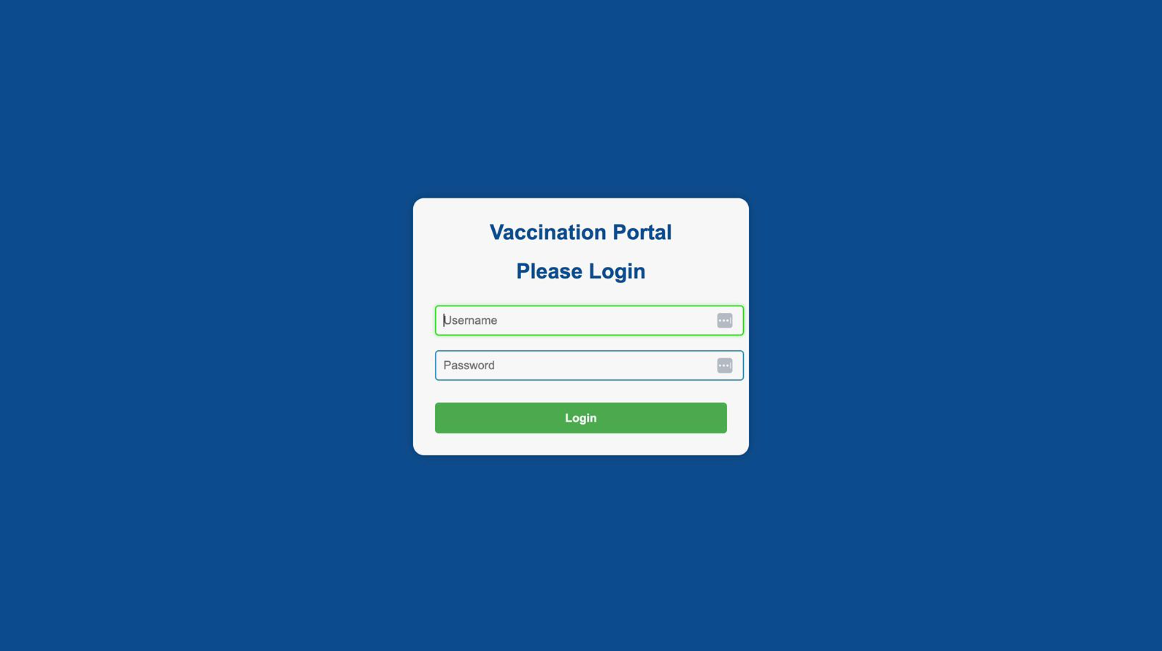 Vaccination Portal
Please Login
Username
Password
Login